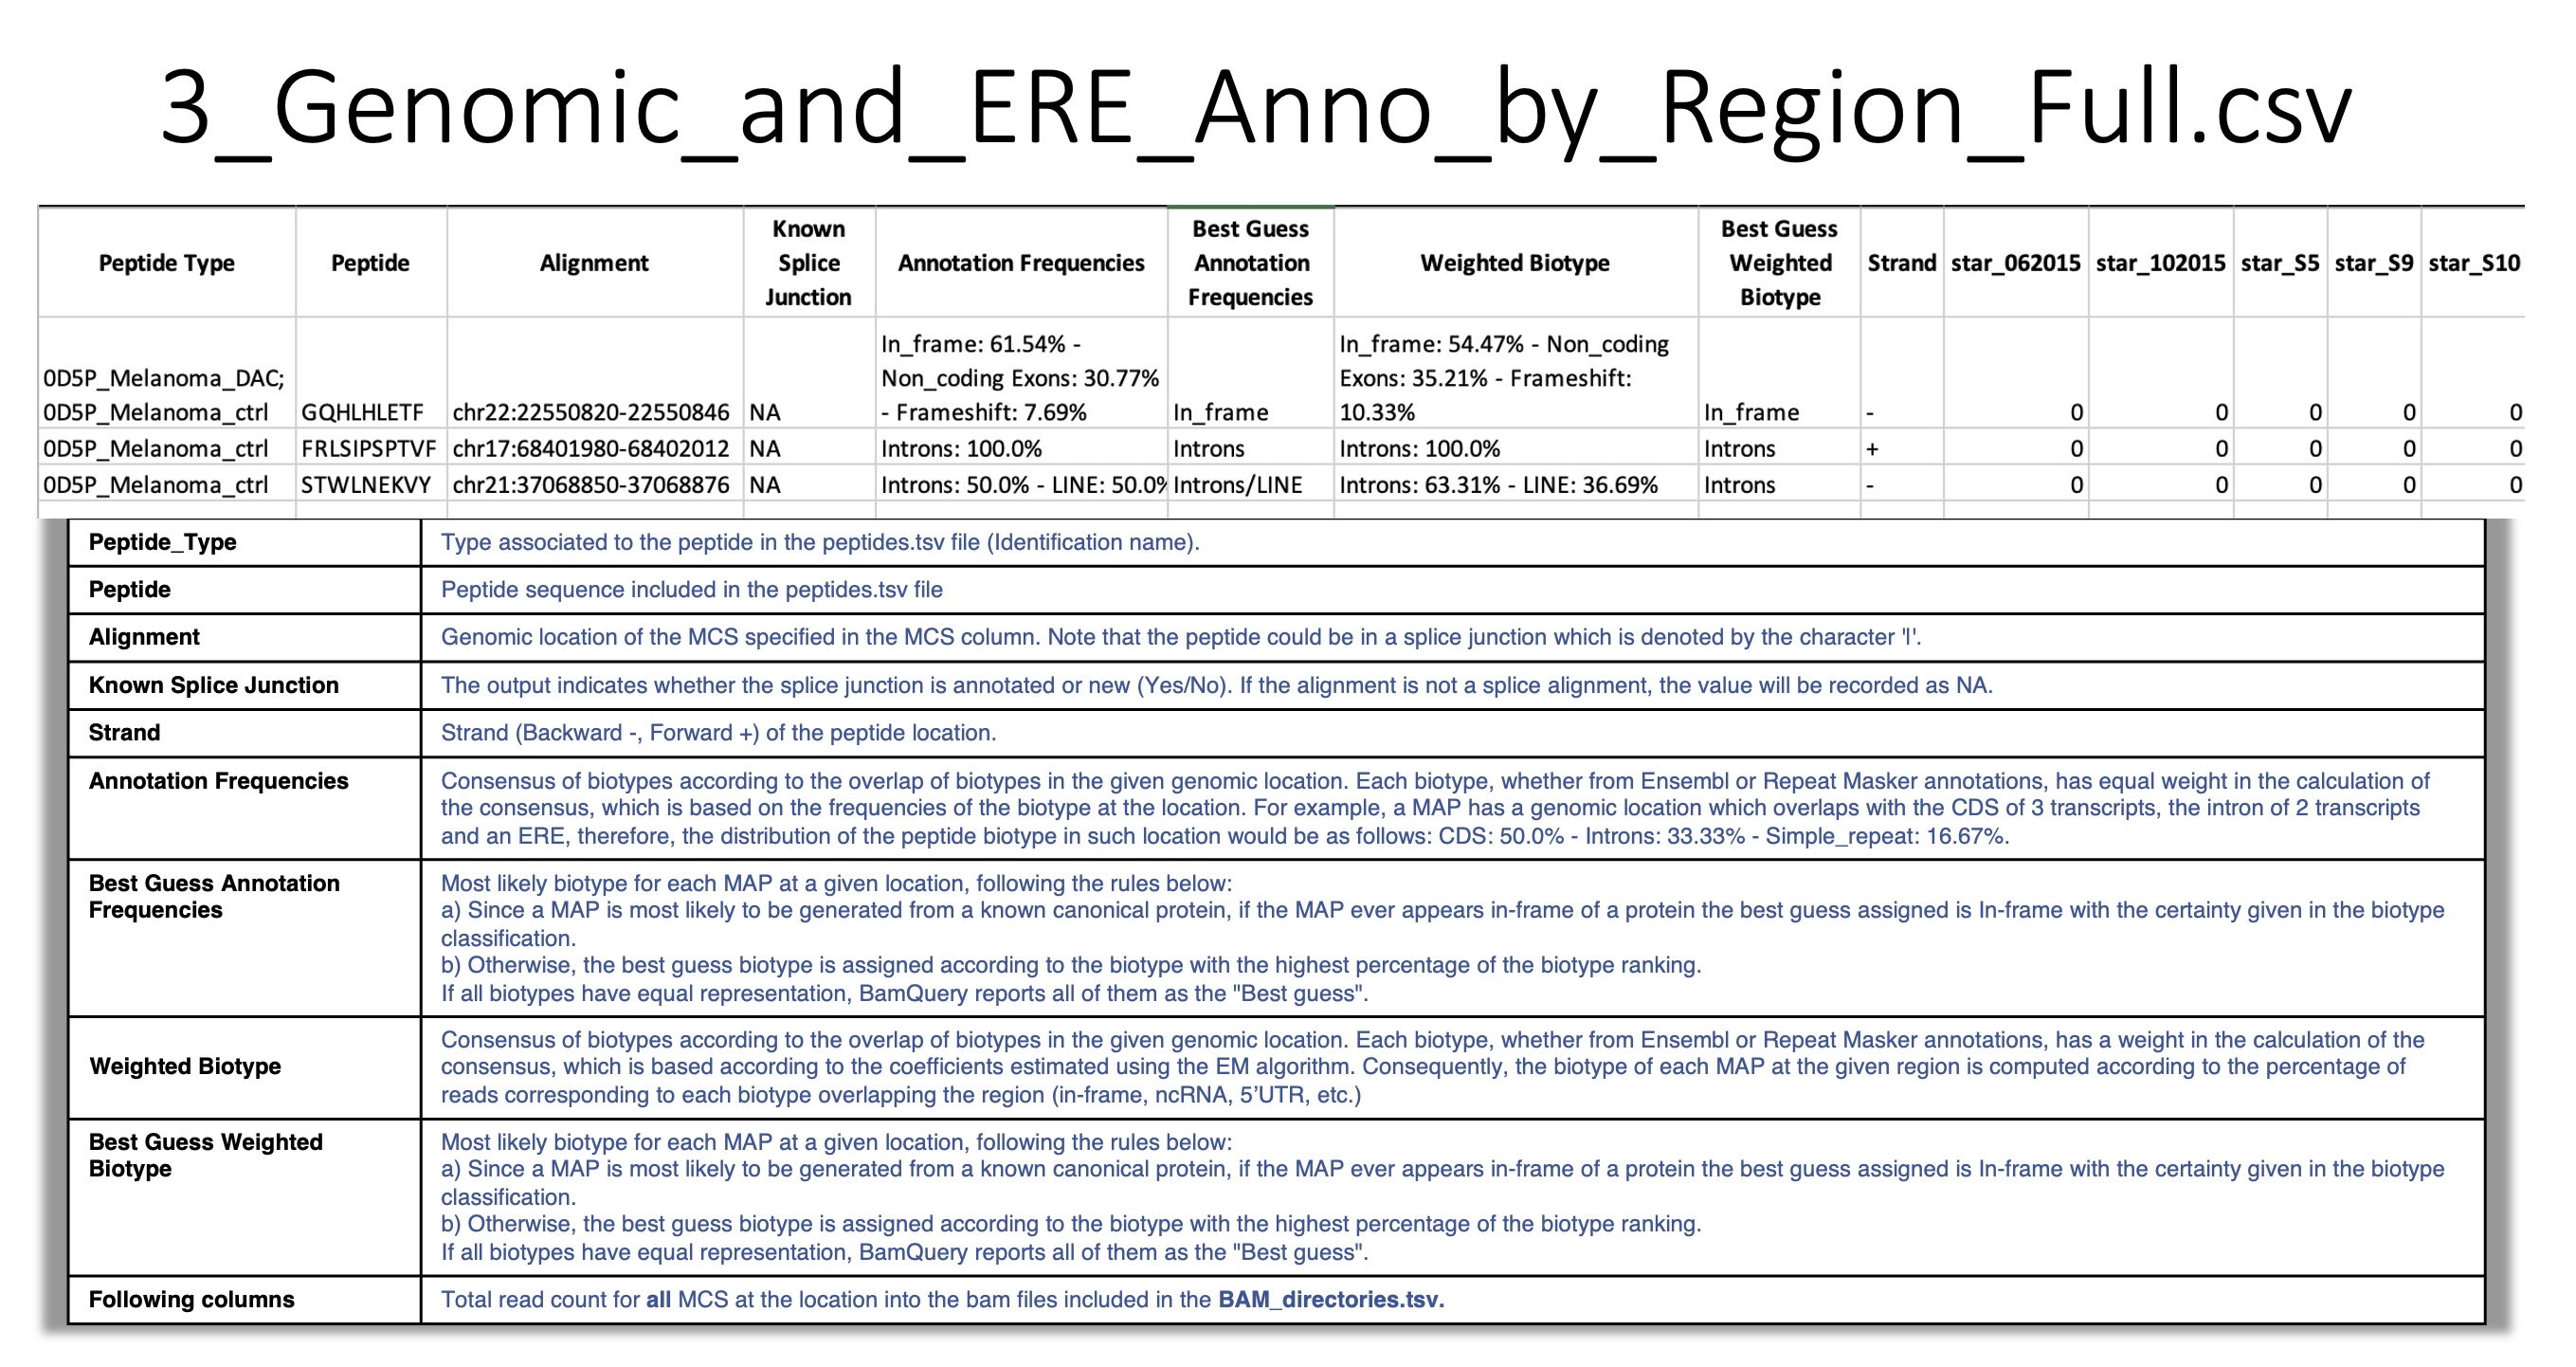 3_Genomic_and_ERE_Anno_by_Region_Full.csv
Peptide Type Peptide Alignment Known Splice Junction Annotation Frequencies Best Guess Annotation Frequencies Weighted Biotype Best Guess Weighted Biotype Strand star_062015 star_102015 star_S5 star_S9 star_S10
0D5P_Melanoma_DAC; 0D5P_Melanoma_ctrl GQHLHLETF chr22:22550820-22550846 NA In_frame: 61.54% - Non_coding Exons: 30.77% - Frameshift: 7.69% In_frame In_frame: 54.47% - Non_coding Exons: 35.21% - Frameshift: 10.33% In_frame - 0 0 0 0 0
0D5P_Melanoma_ctrl FRLSIPSPTVF chr17:68401980-68402012 NA Introns: 100.0% Introns Introns: 100.0% Introns + 0 0 0 0 0
0D5P_Melanoma_ctrl STWLNEKVY chr21:37068850-37068876 NA Introns: 50.0% - LINE: 50.0% Introns/LINE Introns: 63.31% - LINE: 36.69% Introns - 0 0 0 0 0
Peptide_Type Type associated to the peptide in the peptides.tsv file (Identification name).
Peptide Peptide sequence included in the peptides.tsv file
Alignment Genomic location of the MCS specified in the MCS column. Note that the peptide could be in a splice junction which is denoted by the character 'l'.
Known Splice Junction The output indicates whether the splice junction is annotated or new (Yes/No). If the alignment is not a splice alignment, the value will be recorded as NA.
Strand Strand (Backward -, Forward +) of the peptide location.
Annotation Frequencies Consensus of biotypes according to the overlap of biotypes in the given genomic location. Each biotype, whether from Ensembl or Repeat Masker annotations, has equal weight in the calculation of
the consensus, which is based on the frequencies of the biotype at the location. For example, a MAP has a genomic location which overlaps with the CDS of 3 transcripts, the intron of 2 transcripts
and an ERE, therefore, the distribution of the peptide biotype in such location would be as follows: CDS: 50.0% - Introns: 33.33% - Simple_repeat: 16.67%.
Best Guess Annotation Frequencies
Most likely biotype for each MAP at a given location, following the rules below:
a) Since a MAP is most likely to be generated from a known canonical protein, if the MAP ever appears in-frame of a protein the best guess assigned is In-frame with the certainty given in the biotype
classification.
b) Otherwise, the best guess biotype is assigned according to the biotype with the highest percentage of the biotype ranking.
If all biotypes have equal representation, BamQuery reports all of them as the "Best guess".
Weighted Biotype
Consensus of biotypes according to the overlap of biotypes in the given genomic location. Each biotype, whether from Ensembl or Repeat Masker annotations, has a weight in the calculation of the
consensus, which is based according to the coefficients estimated using the EM algorithm. Consequently, the biotype of each MAP at the given region is computed according to the percentage of
reads corresponding to each biotype overlapping the region (in-frame, ncRNA, 5’UTR, etc.)
Best Guess Weighted Biotype
Most likely biotype for each MAP at a given location, following the rules below:
a) Since a MAP is most likely to be generated from a known canonical protein, if the MAP ever appears in-frame of a protein the best guess assigned is In-frame with the certainty given in the biotype
classification.
b) Otherwise, the best guess biotype is assigned according to the biotype with the highest percentage of the biotype ranking.
If all biotypes have equal representation, BamQuery reports all of them as the "Best guess".
Following columns Total read count for all MCS at the location into the bam files included in the BAM_directories.tsv.